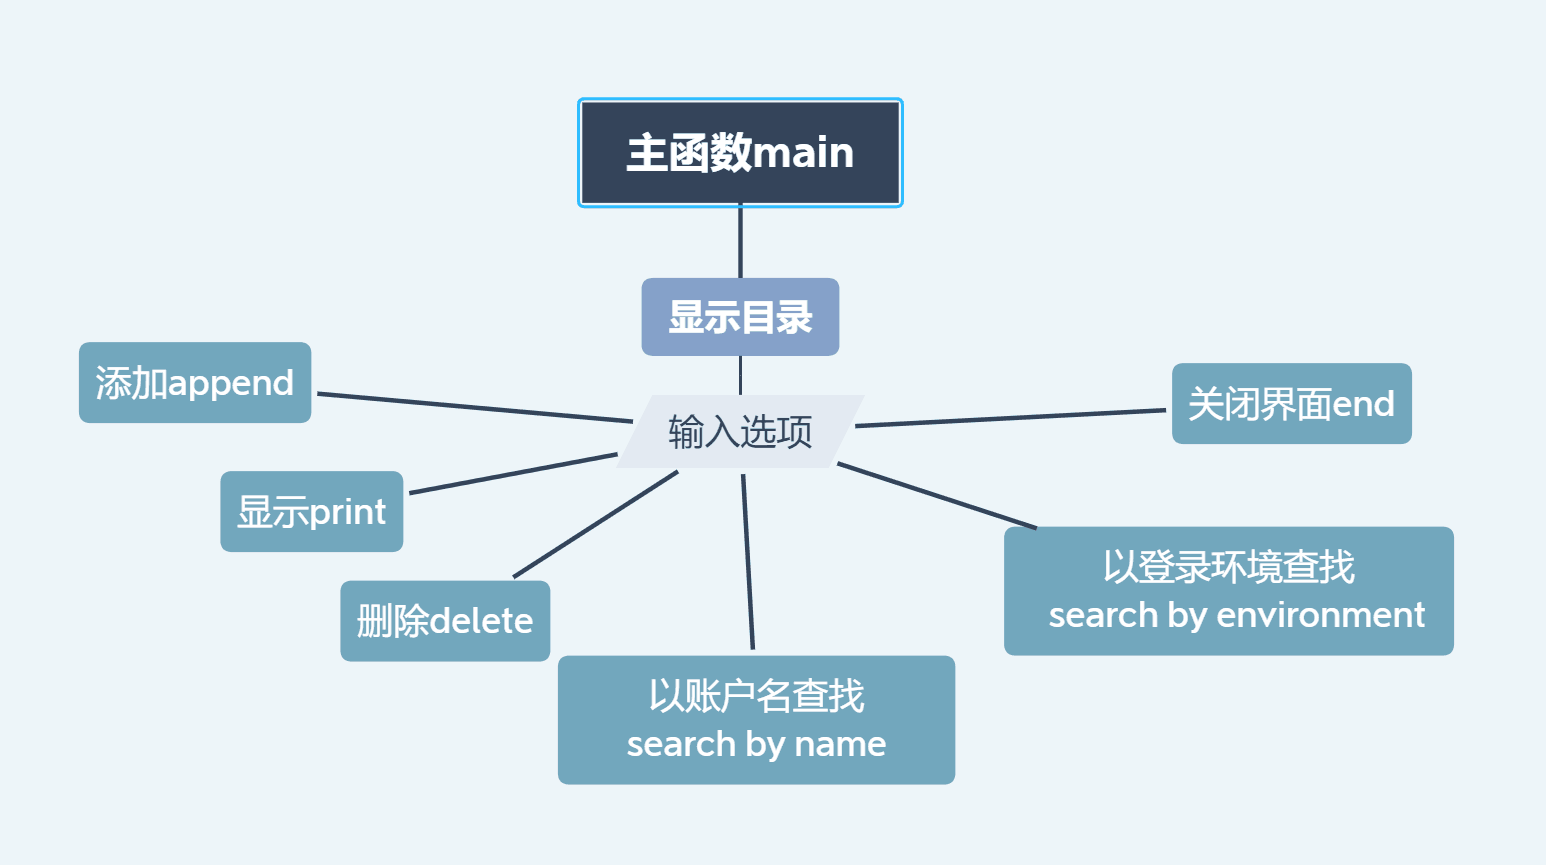 主函数main
显示目录
输入选项
添加append
显示print
删除delete
以账户名查找
search by name
以登录环境查找
search by environment
关闭界面end